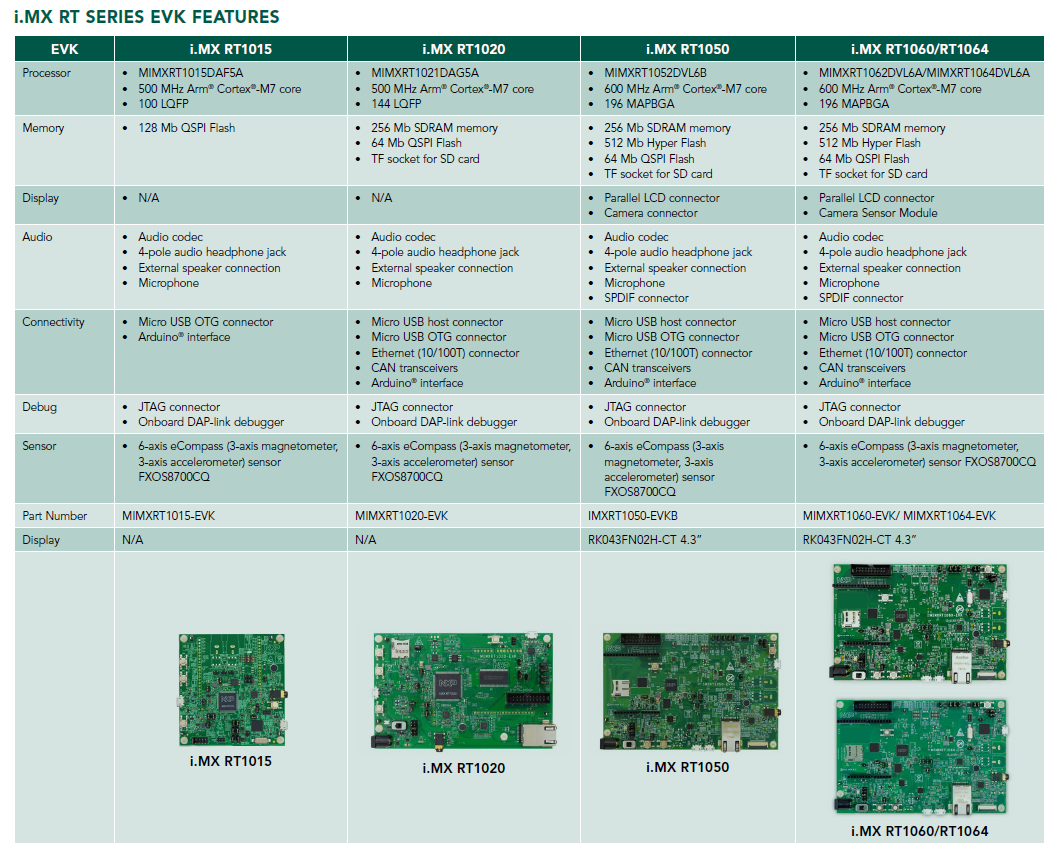 i.MX RT SERIES EVK FEATURES
EVK
i.MX RT1015
i.MX RT1020
i.MX RT1050
i.MX RT1060/RT1064
Processor
• MIMXRT1015DAF5A
• 500 MHz Arm® Cortex®-M7 core
• 100 LQFP
• MIMXRT1021DAG5A
• 500 MHz Arm® Cortex®-M7 core
• 144 LQFP
• MIMXRT1052DVL6B
• 600 MHz Arm® Cortex®-M7 core
• 196 MAPBGA
• MIMXRT1062DVL6A/MIMXRT1064DVL6A
• 600 MHz Arm® Cortex®-M7 core
• 196 MAPBGA
Memory
• 128 Mb QSPI Flash
• 256 Mb SDRAM memory
• 64 Mb QSPI Flash
• TF socket for SD card
• 256 Mb SDRAM memory
• 512 Mb Hyper Flash
• 64 Mb QSPI Flash
• TF socket for SD card
• 256 Mb SDRAM memory
• 512 Mb Hyper Flash
• 64 Mb QSPI Flash
• TF socket for SD card
Display
• N/A
• N/A
• Parallel LCD connector
• Camera connector
• Parallel LCD connector
• Camera Sensor Module
Audio
• Audio codec
• 4-pole audio headphone jack
• External speaker connection
• Microphone
• Audio codec
• 4-pole audio headphone jack
• External speaker connection
• Microphone
• Audio codec
• 4-pole audio headphone jack
• External speaker connection
• Microphone
• SPDIF connector
• Audio codec
• 4-pole audio headphone jack
• External speaker connection
• Microphone
• SPDIF connector
Connectivity
• Micro USB OTG connector
• Arduino® interface
• Micro USB host connector
• Micro USB OTG connector
• Ethernet (10/100T) connector
• CAN transceivers
• Arduino® interface
• Micro USB host connector
• Micro USB OTG connector
• Ethernet (10/100T) connector
• CAN transceivers
• Arduino® interface
• Micro USB host connector
• Micro USB OTG connector
• Ethernet (10/100T) connector
• CAN transceivers
• Arduino® interface
Debug
• JTAG connector
• Onboard DAP-link debugger
• JTAG connector
• Onboard DAP-link debugger
• JTAG connector
• Onboard DAP-link debugger
• JTAG connector
• Onboard DAP-link debugger
Sensor
• 6-axis eCompass (3-axis magnetometer,
3-axis accelerometer) sensor
FXOS8700CQ
• 6-axis eCompass (3-axis magnetometer,
3-axis accelerometer) sensor
FXOS8700CQ
• 6-axis eCompass (3-axis
magnetometer, 3-axis
accelerometer) sensor
FXOS8700CQ
• 6-axis eCompass (3-axis magnetometer,
3-axis accelerometer) sensor FXOS8700CQ
Part Number
MIMXRT1015-EVK
MIMXRT1020-EVK
IMXRT1050-EVKB
MIMXRT1060-EVK/ MIMXRT1064-EVK
Display
N/A
N/A
RK043FN02H-CT 4.3”
RK043FN02H-CT 4.3”
NXP
i.MX RT1015
i.MX RT1020
i.MX RT1050
i.MX RT1060/RT1064